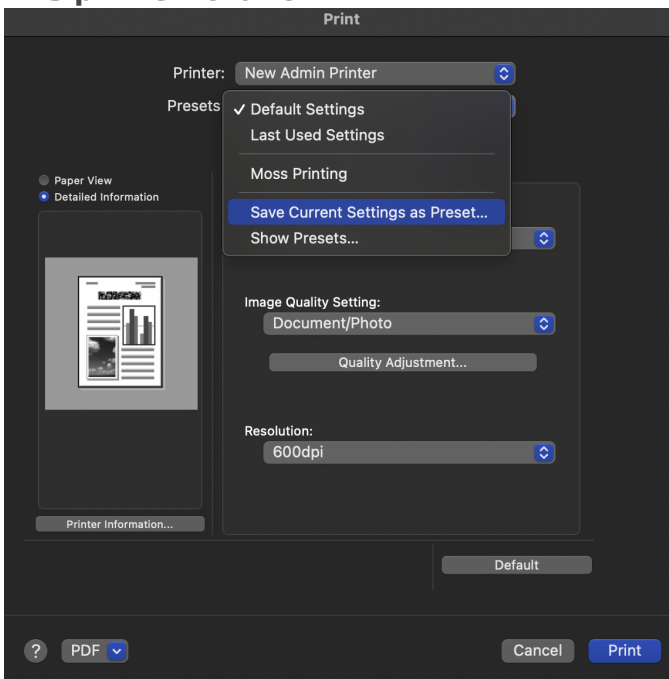 Print
Printer: New Admin Printer
Presets ✓ Default Settings
Last Used Settings
Moss Printing
Save Current Settings as Preset...
Show Presets...
Paper View
Detailed Information
Image Quality Setting:
Document/Photo
Quality Adjustment...
Resolution:
600dpi
Printer Information...
Default
? PDF
Cancel Print